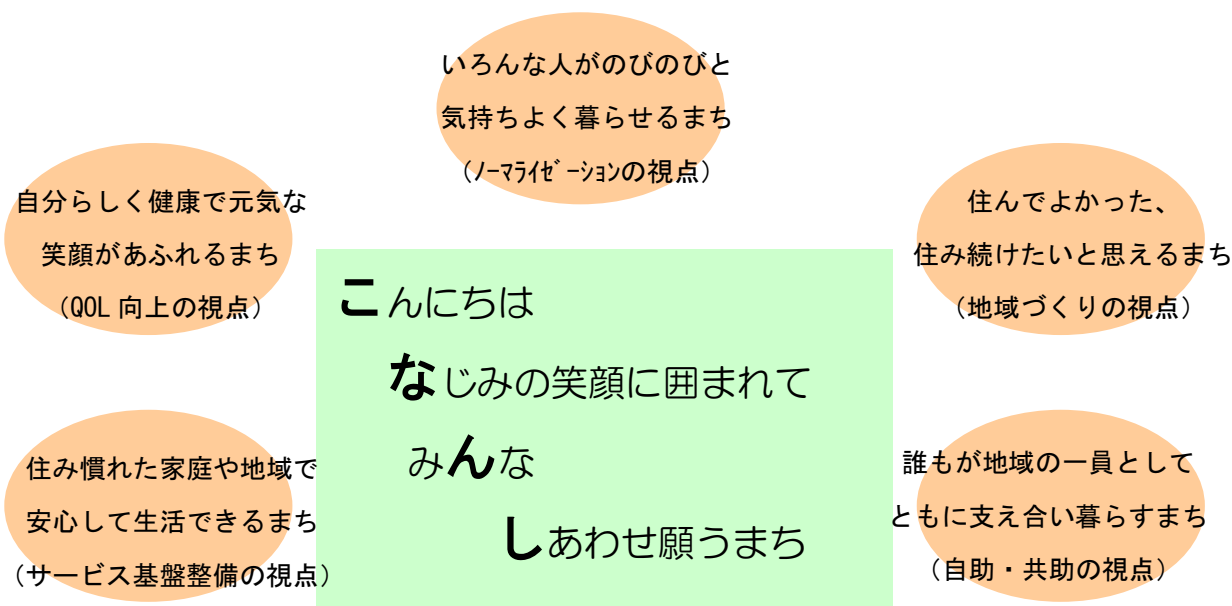 いろんな人がのびのびと
気持ちよく暮らせるまち
（ﾉｰﾏﾗｲｾﾞｰｼｮﾝの視点）
自分らしく健康で元気な
笑顔があふれるまち
（QOL 向上の視点）
住んでよかった、
住み続けたいと思えるまち
（地域づくりの視点）
こんにちは
なじみの笑顔に囲まれて
みんな
しあわせ願うまち
住み慣れた家庭や地域で
安心して生活できるまち
（サービス基盤整備の視点）
誰もが地域の一員として
ともに支え合い暮らすまち
（自助・共助の視点）